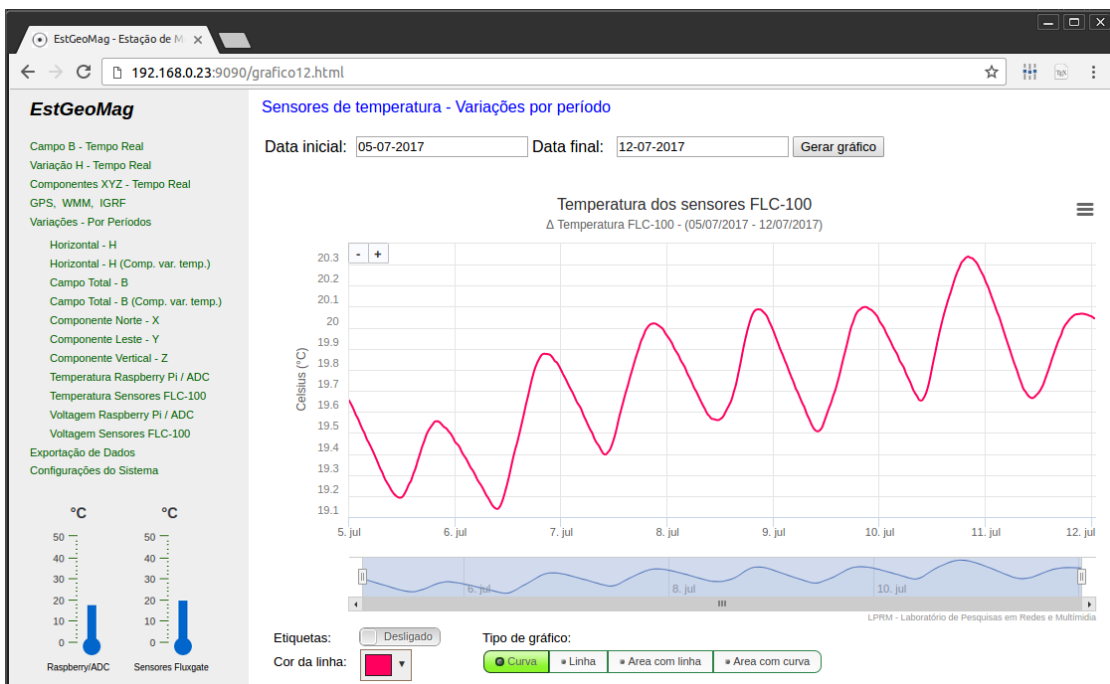 EstGeoMag - Estação de M
192.168.0.23:9090/grafico12.html
EstGeoMag
Campo B - Tempo Real
Variação H - Tempo Real
Componentes XYZ - Tempo Real
GPS, WMM, IGRF
Variações - Por Períodos
Horizontal - H
Horizontal - H (Comp. var. temp.)
Campo Total - B
Campo Total - B (Comp. var. temp.)
Componente Norte - X
Componente Leste - Y
Componente Vertical - Z
Temperatura Raspberry Pi / ADC
Temperatura Sensores FLC-100
Voltagem Raspberry Pi / ADC
Voltagem Sensores FLC-100
Exportação de Dados
Configurações do Sistema
°C °C
50 50
40 40
30 30
20 20
10 10
0 0
Raspberry/ADC Sensores Fluxgate
Sensores de temperatura - Variações por período
Data inicial: 05-07-2017 Data final: 12-07-2017 Gerar gráfico
Temperatura dos sensores FLC-100
Δ Temperatura FLC-100 - (05/07/2017 - 12/07/2017)
- +
Celsius (°C)
20.3
20.2
20.1
20
19.9
19.8
19.7
19.6
19.5
19.4
19.3
19.2
19.1
5. jul 6. jul 7. jul 8. jul 9. jul 10. jul 11. jul 12. jul
6. jul 8. jul 10. jul
LPRM - Laboratório de Pesquisas em Redes e Multimídia
Etiquetas: Desligado Tipo de gráfico:
Cor da linha: Curva Linha Area com linha Area com curva